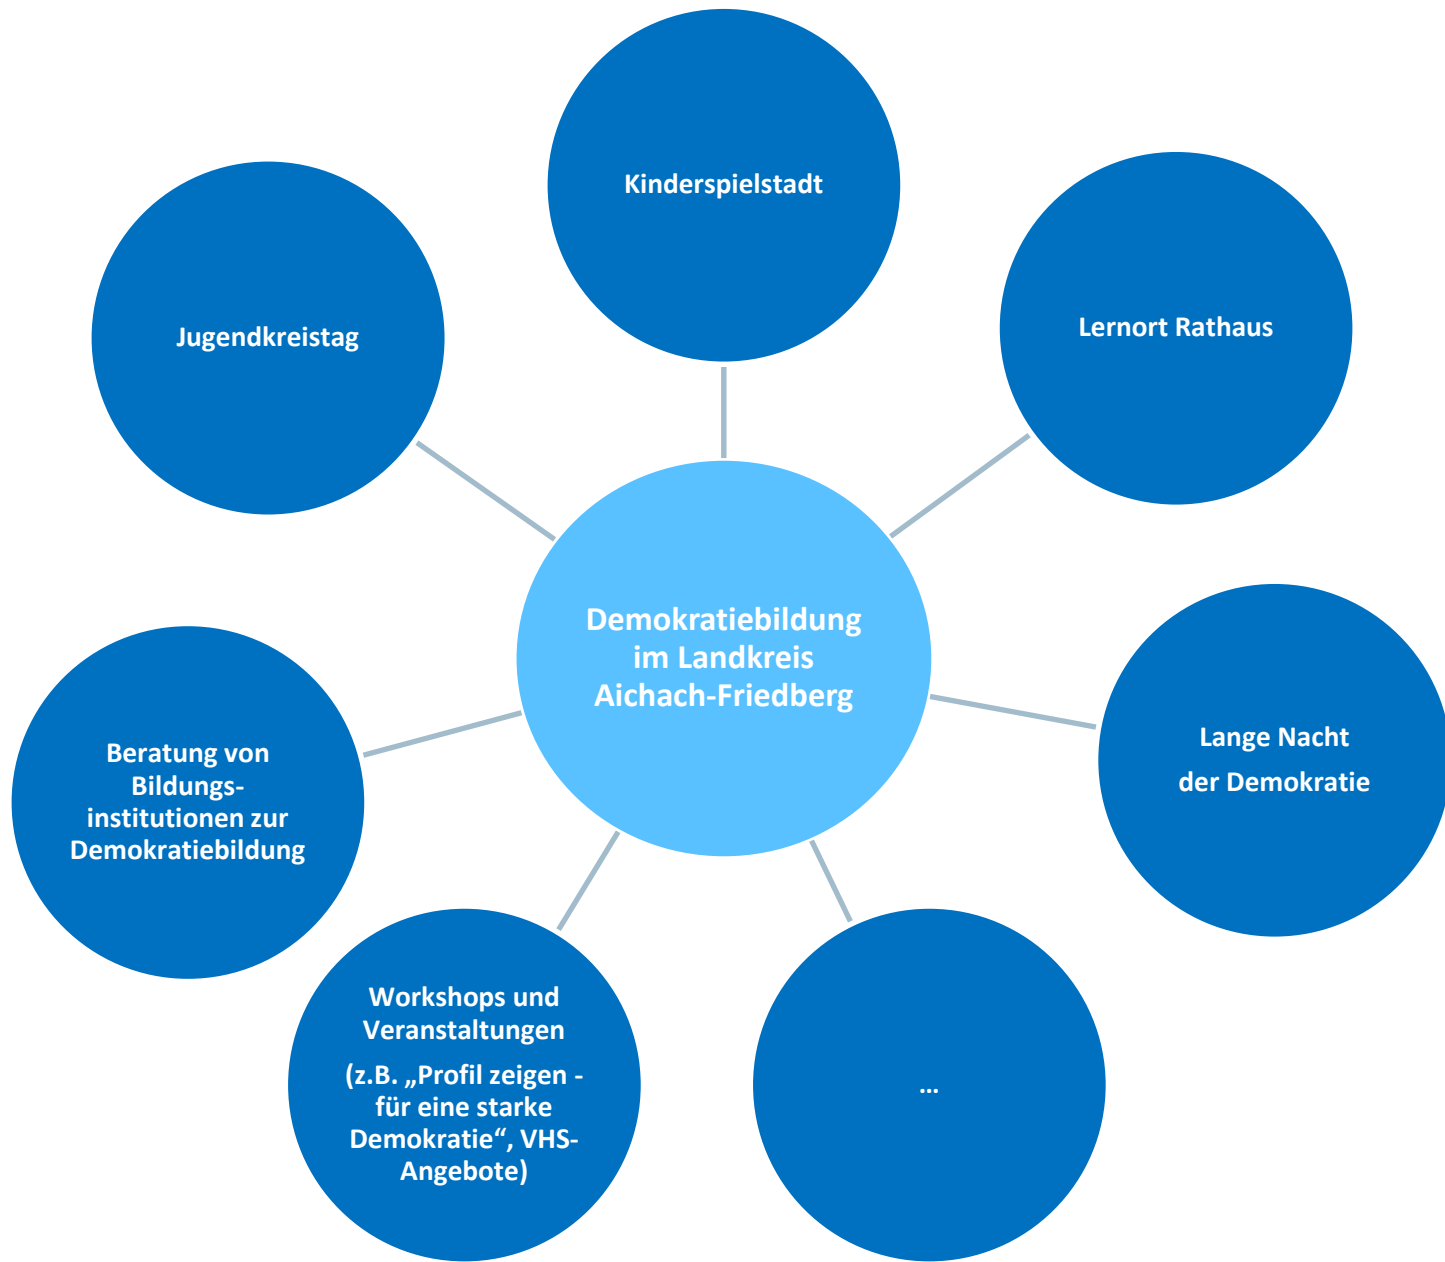 Kinderspielstadt
Lernort Rathaus
Jugendkreistag
Demokratiebildung
im Landkreis
Aichach-Friedberg
Lange Nacht
der Demokratie
Beratung von
Bildungs-
institutionen zur
Demokratiebildung
Workshops und
Veranstaltungen
(z.B. „Profil zeigen -
für eine starke
Demokratie“, VHS-
Angebote)
...